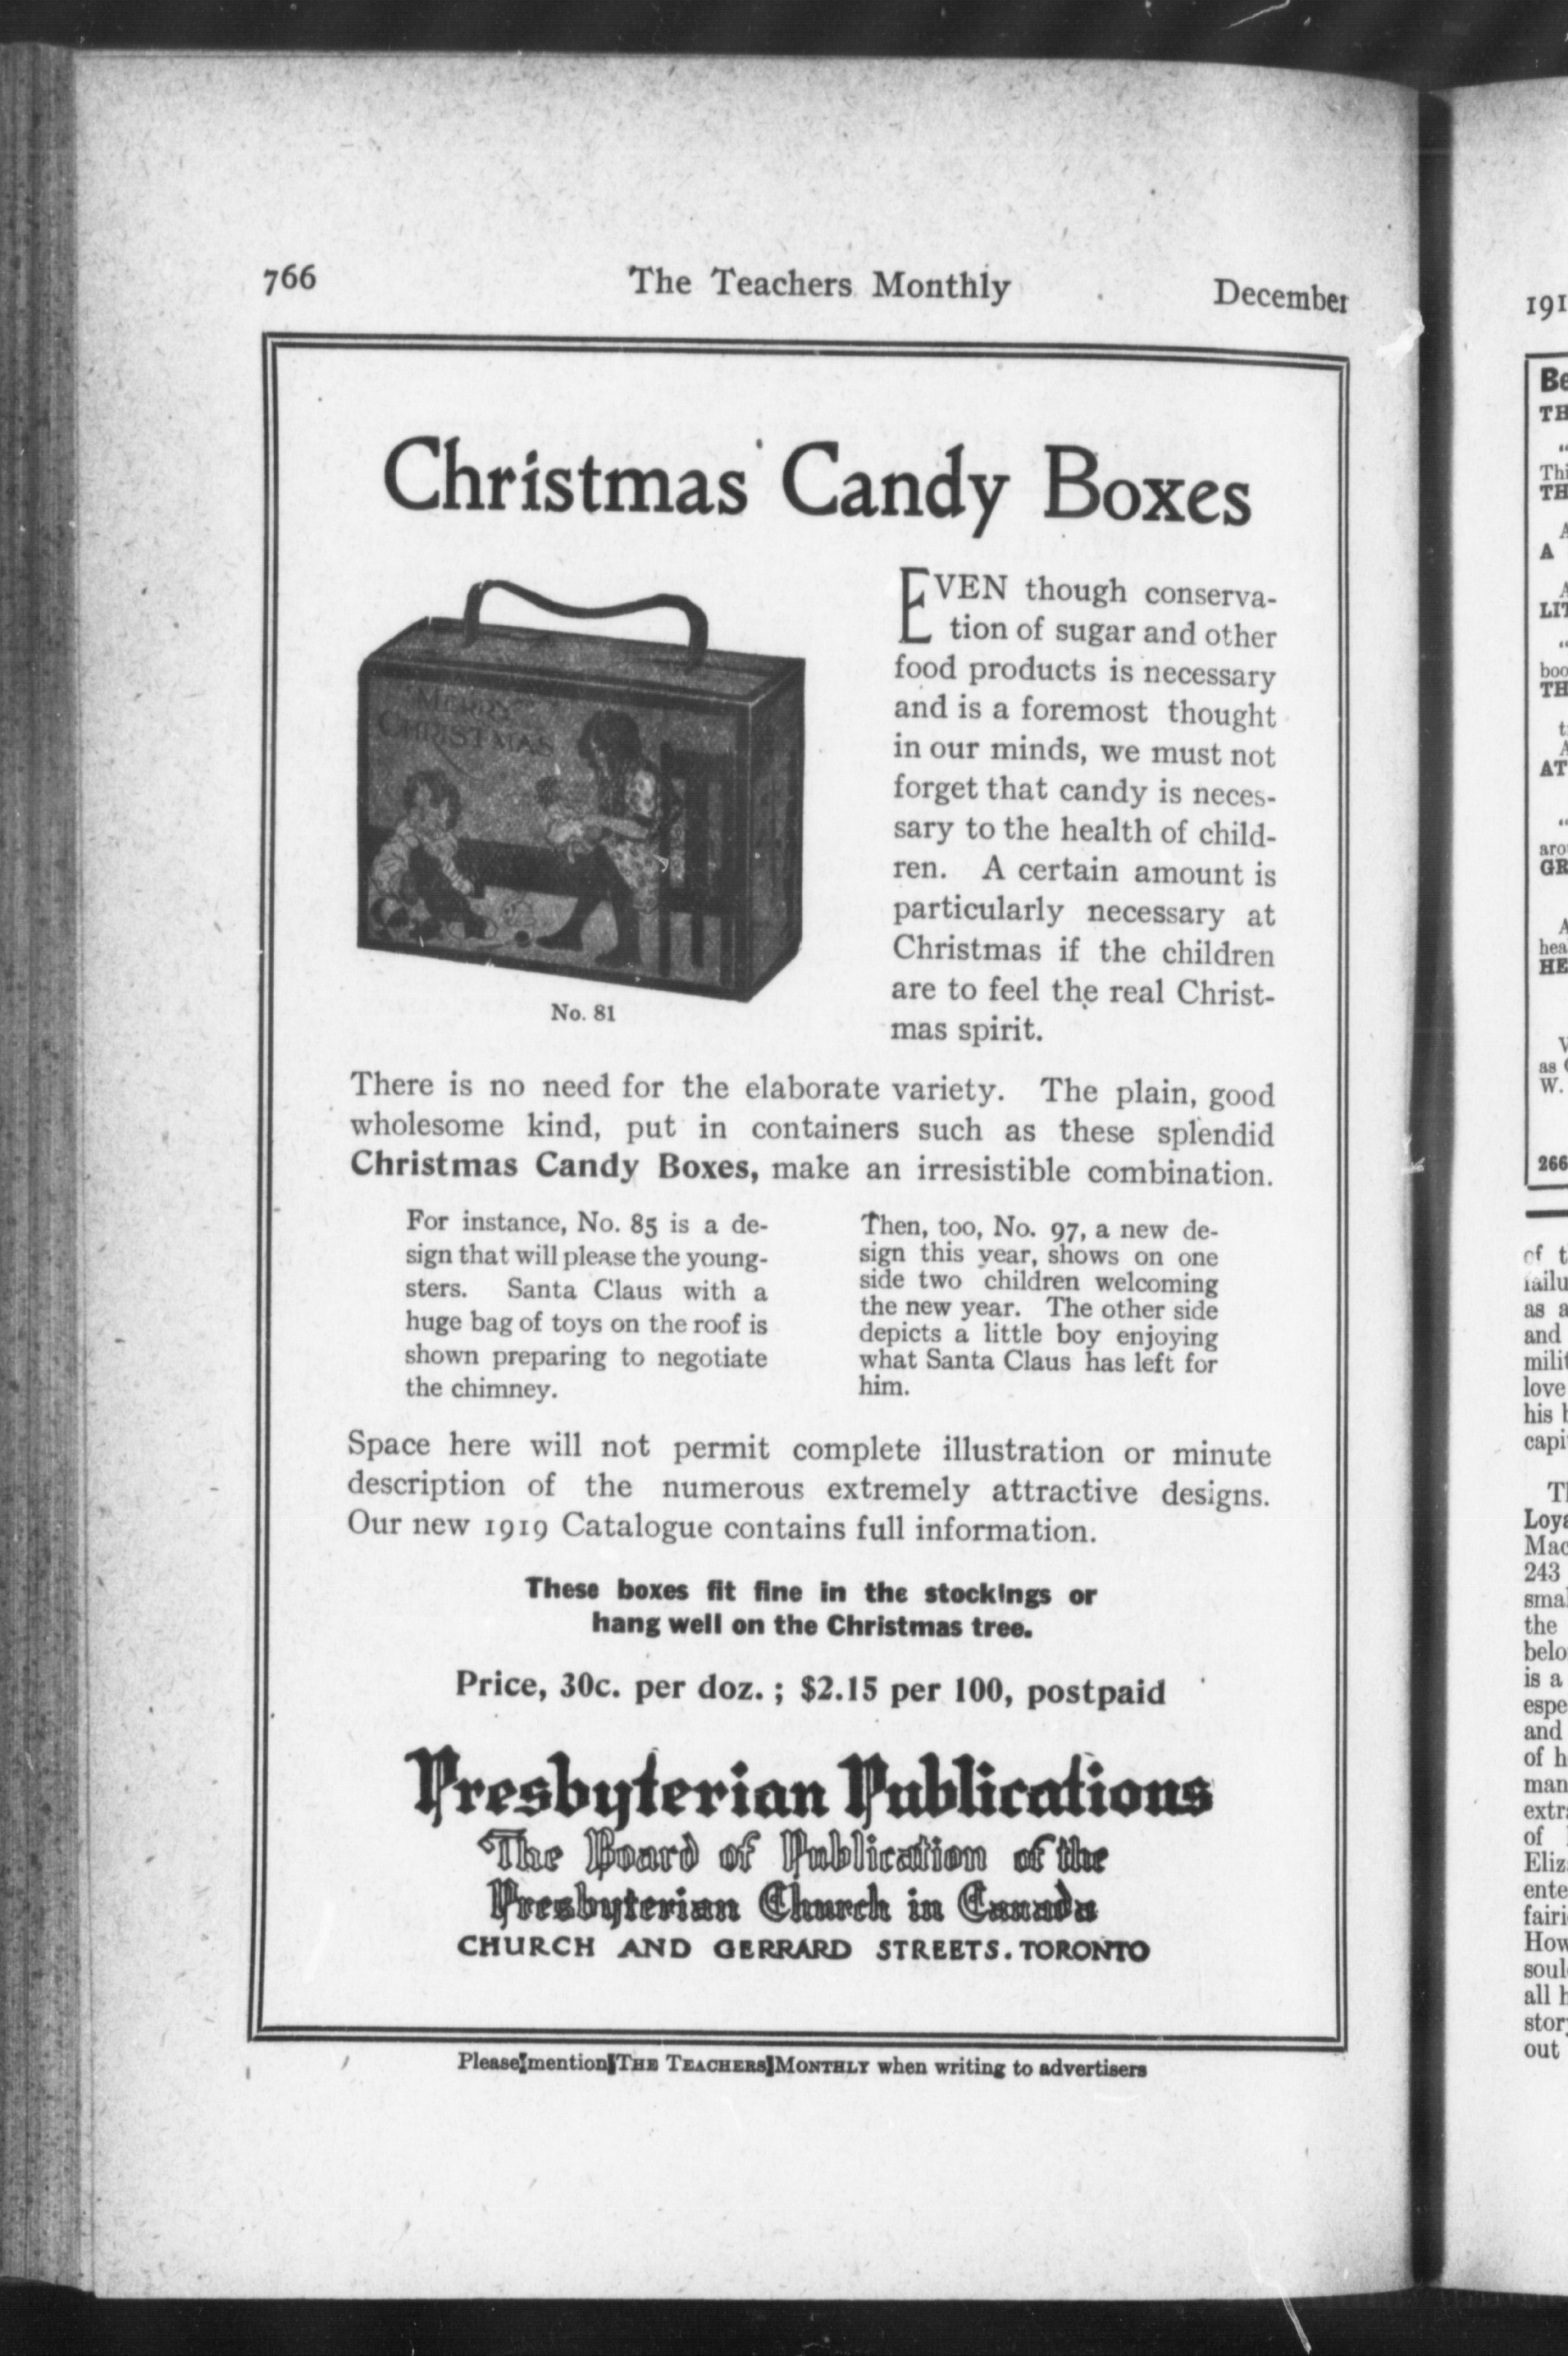 766 The Teachers Monthly December
Christmas Candy Boxes
MERRY
CHRISTMAS
No. 81
EVEN though conserva-
tion of sugar and other
food products is necessary
and is a foremost thought
in our minds, we must not
forget that candy is neces-
sary to the health of child-
ren. A certain amount is
particularly necessary at
Christmas if the children
are to feel the real Christ-
mas spirit.
There is no need for the elaborate variety. The plain, good
wholesome kind, put in containers such as these splendid
Christmas Candy Boxes, make an irresistible combination.
For instance, No. 85 is a de-
sign that will please the young-
sters. Santa Claus with a
huge bag of toys on the roof is
shown preparing to negotiate
the chimney.
Then, too, No. 97, a new de-
sign this year, shows on one
side two children welcoming
the new year. The other side
depicts a little boy enjoying
what Santa Claus has left for
him.
Space here will not permit complete illustration or minute
description of the numerous extremely attractive designs.
Our new 1919 Catalogue contains full information.
These boxes fit fine in the stockings or
hang well on the Christmas tree.
Price, 30c. per doz. ; $2.15 per 100, postpaid
Presbyterian Publications
The Board of Publication of the
Presbyterian Church in Canada
CHURCH AND GERRARD STREETS. TORONTO
Please mention THE TEACHERS MONTHLY when writing to advertisers
W.
266
as a
and
love
243
the
is a
and
of
How
out